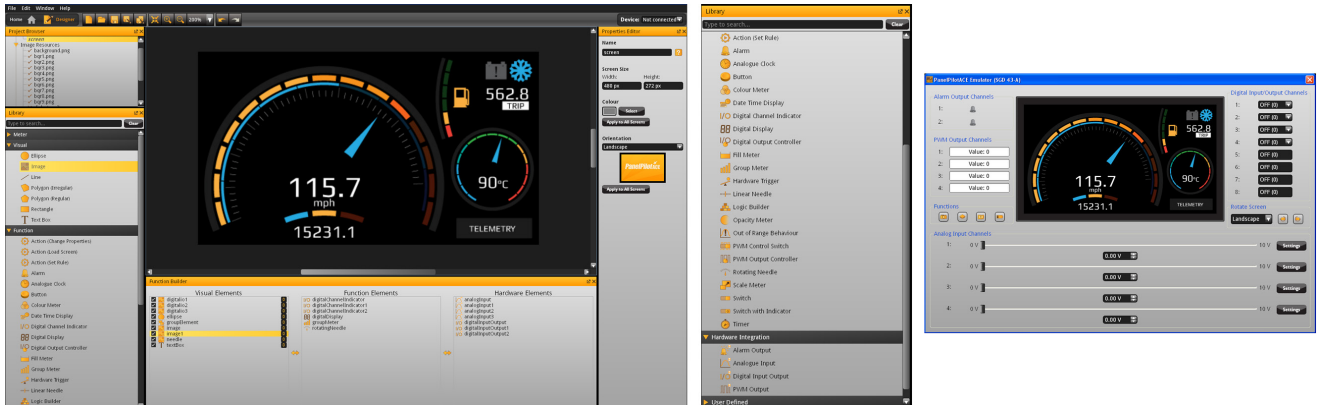 File Edit Window Help
Home Designer 200% Device: Not connected
Project Browser
screen
Image Resources
background.png
bqr1.png
bqr2.png
bqr3.png
bqr4.png
bqr5.png
bqr6.png
bqr7.png
bqr8.png
Library
Type to search... Clear
Meter
Visual
Ellipse
Image
Line
Polygon (Irregular)
Polygon (Regular)
Rectangle
Text Box
Function
Action (Change Properties)
Action (Load Screen)
Action (Set Rule)
Alarm
Analogue Clock
Button
Colour Meter
Date Time Display
Digital Channel Indicator
Digital Display
Digital Output Controller
Fill Meter
Group Meter
Hardware Trigger
Linear Needle
Logic Builder
562.8
TRIP
115.7
mph
15231.1
90°C
TELEMETRY
Properties Editor
Name
screen
Screen Size
Width: Height:
480 px 272 px
Colour
Select
Apply to All Screens
Orientation
Landscape
PanelPilot
Apply to All Screens
Function Builder
Visual Elements
digitalIo1
digitalIo2
digitalIo3
ellipse
groupElement
image
image1
needle
textBox
Function Elements
digitalChannelIndicator
digitalChannelIndicator1
digitalChannelIndicator2
digitalDisplay
groupMeter
rotatingNeedle
Hardware Elements
analogInput
analogInput1
analogInput2
analogInput3
digitalInputOutput
digitalInputOutput1
digitalInputOutput2
Library
Type to search... Clear
Action (Set Rule)
Alarm
Analogue Clock
Button
Colour Meter
Date Time Display
Digital Channel Indicator
Digital Display
Digital Output Controller
Fill Meter
Group Meter
Hardware Trigger
Linear Needle
Logic Builder
Opacity Meter
Out of Range Behaviour
PWM Control Switch
PWM Output Controller
Rotating Needle
Scale Meter
Switch
Switch with Indicator
Timer
Hardware Integration
Alarm Output
Analogue Input
Digital Input Output
PWM Output
User Defined
PanelPilotACE Emulator (SGD 43-A)
Alarm Output Channels
1:
2:
PWM Output Channels
1: Value: 0
2: Value: 0
3: Value: 0
4: Value: 0
Functions
562.8
TRIP
115.7
mph
15231.1
90°C
TELEMETRY
Digital Input/Output Channels
1: OFF (0)
2: OFF (0)
3: OFF (0)
4: OFF (0)
5: OFF (0)
6: OFF (0)
7: OFF (0)
8: OFF (0)
Rotate Screen
Landscape
Analog Input Channels
1: 0 V 10 V Settings
0.00 V
2: 0 V 10 V Settings
0.00 V
3: 0 V 10 V Settings
0.00 V
4: 0 V 10 V Settings
0.00 V